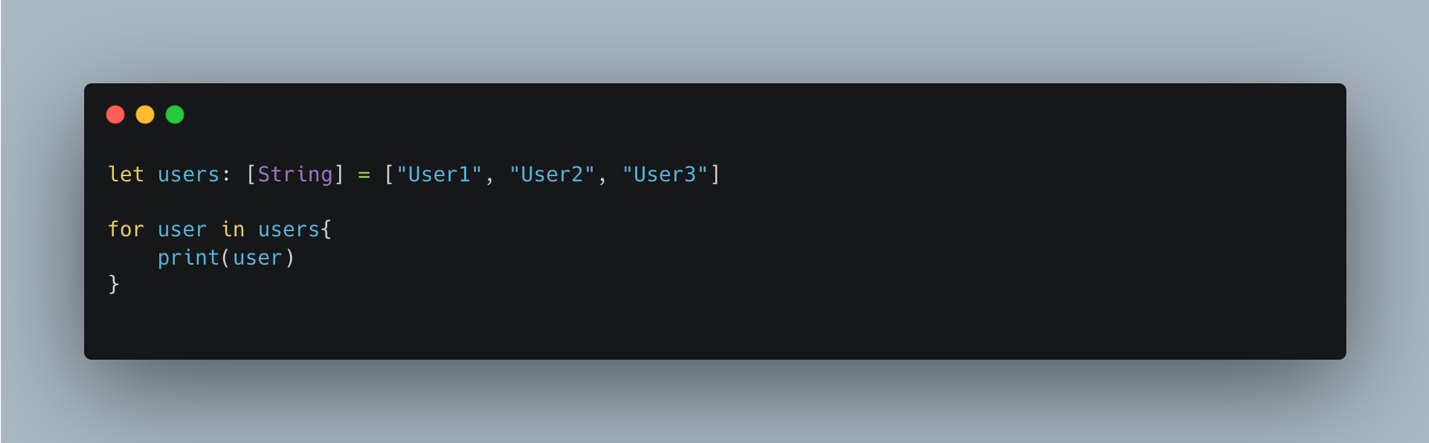 let users: [String] = ["User1", "User2", "User3"]
for user in users{
    print(user)
}